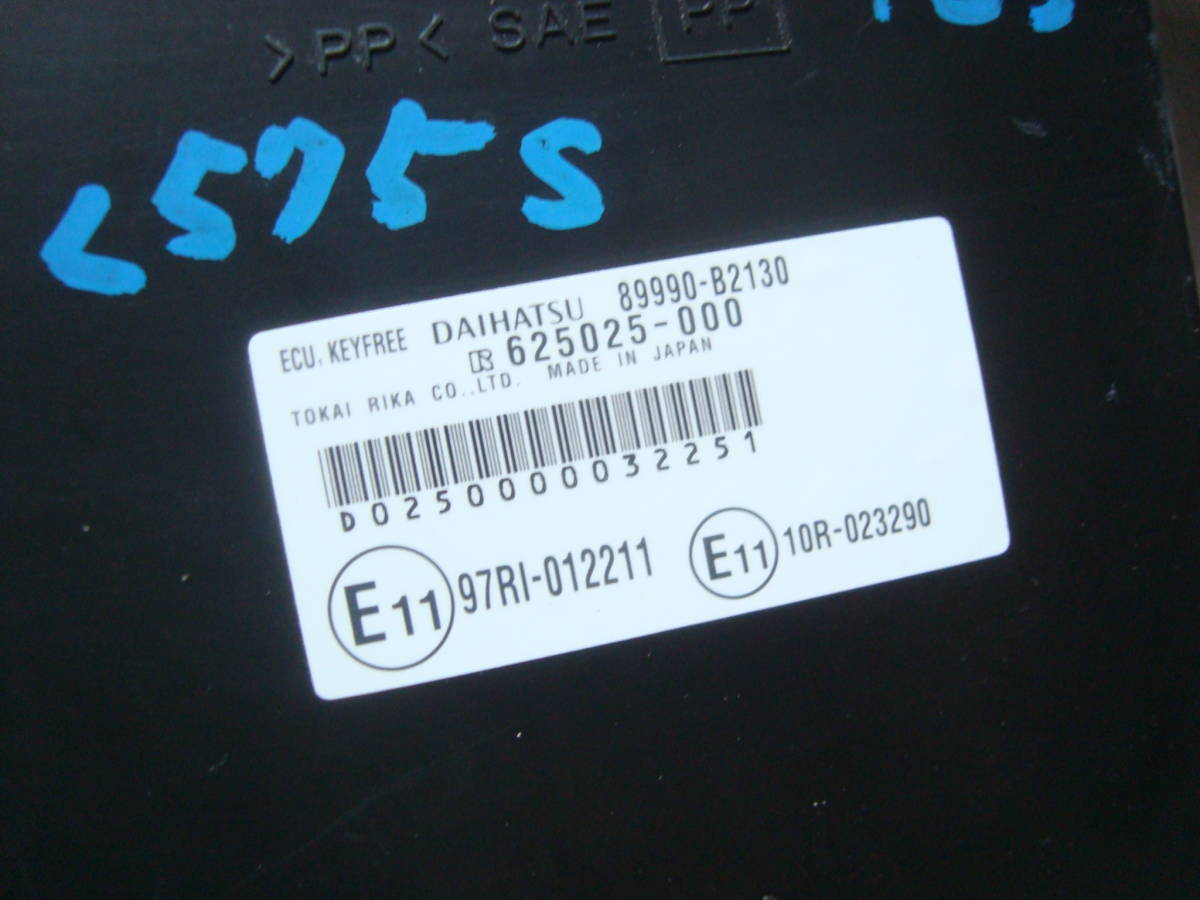 >PP< SAE PP
L575S
ECU, KEYFREE DAIHATSU 89990-B2130
R 625025-000
TOKAI RIKA CO.,LTD. MADE IN JAPAN
D0250000032251
E11 97RI-012211 E11 10R-023290